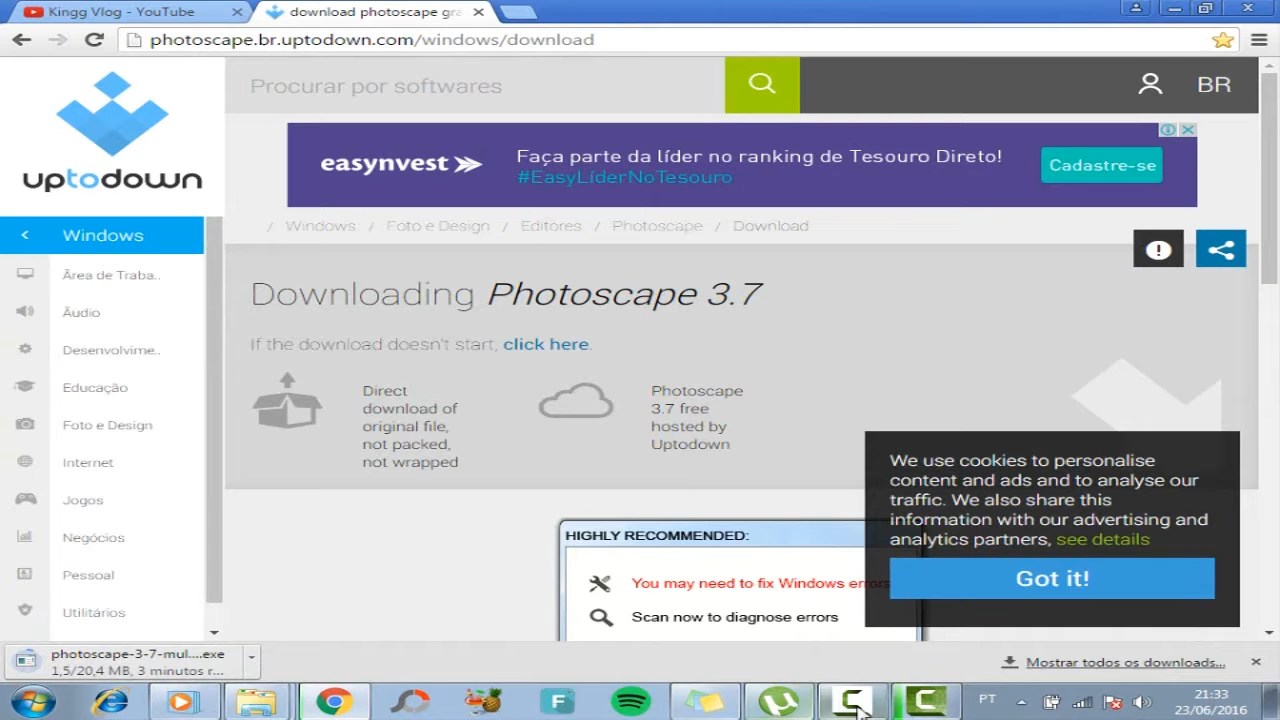 Kingg Vlog - YouTube
download photoscape gra
photoscape.br.uptodown.com/windows/download
uptodown
Procurar por softwares
BR
easynvest
Faça parte da líder no ranking de Tesouro Direto!
#EasyLíderNoTesouro
Cadastre-se
/ Windows / Foto e Design / Editores / Photoscape / Download
Windows
Área de Traba..
Áudio
Desenvolvime..
Educação
Foto e Design
Internet
Jogos
Negócios
Pessoal
Utilitários
Downloading Photoscape 3.7
If the download doesn't start, click here.
Direct
download of
original file,
not packed,
not wrapped
Photoscape
3.7 free
hosted by
Uptodown
HIGHLY RECOMMENDED:
You may need to fix Windows errors
Scan now to diagnose errors
We use cookies to personalise
content and ads and to analyse our
traffic. We also share this
information with our advertising and
analytics partners, see details
Got it!
photoscape-3-7-mul....exe
1,5/20,4 MB, 3 minutos r...
Mostrar todos os downloads...
PT
21:33
23/06/2016